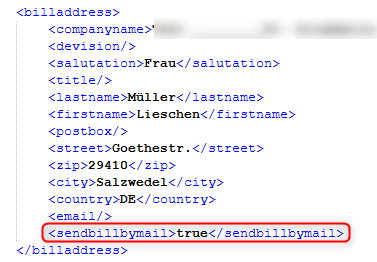 <billaddress>
<companyname>
<devision/>
<salutation>Frau</salutation>
<title/>
<lastname>Müller</lastname>
<firstname>Lieschen</firstname>
<postbox/>
<street>Goethestr.</street>
<zip>29410</zip>
<city>Salzwedel</city>
<country>DE</country>
<email/>
<sendbillbymail>true</sendbillbymail>
</billaddress>